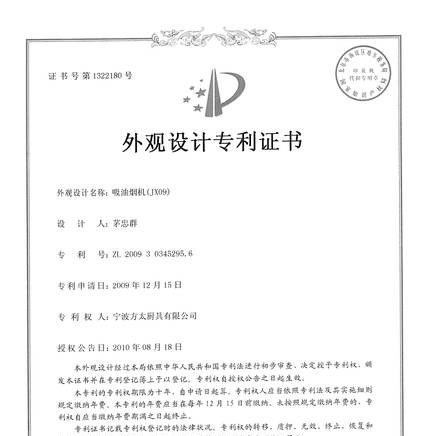 证书号第1322180号
印花税
代扣专用章
外观设计专利证书
外观设计名称:吸油烟机(JX09)
设 计 人:茅忠群
专 利 号:ZL 2009 3 0345295.6
专利申请日:2009年12月15日
专 利 权 人:宁波方太厨具有限公司
授权公告日:2010年08月18日
本外观设计经过本局依照中华人民共和国专利法进行初步审查,决定授予专利权,颁
发本证书并在专利登记簿上予以登记。专利权自授权公告之日起生效。
本专利的专利权期限为十年,自申请日起算。专利权人应当依照专利法及其实施细则
规定缴纳年费。本专利的年费应当在每年12月15日前缴纳。未按照规定缴纳年费的,专
利权自应当缴纳年费期满之日起终止。
专利证书记载专利权登记时的法律状况。专利权的转移、质押、无效、终止、恢复和